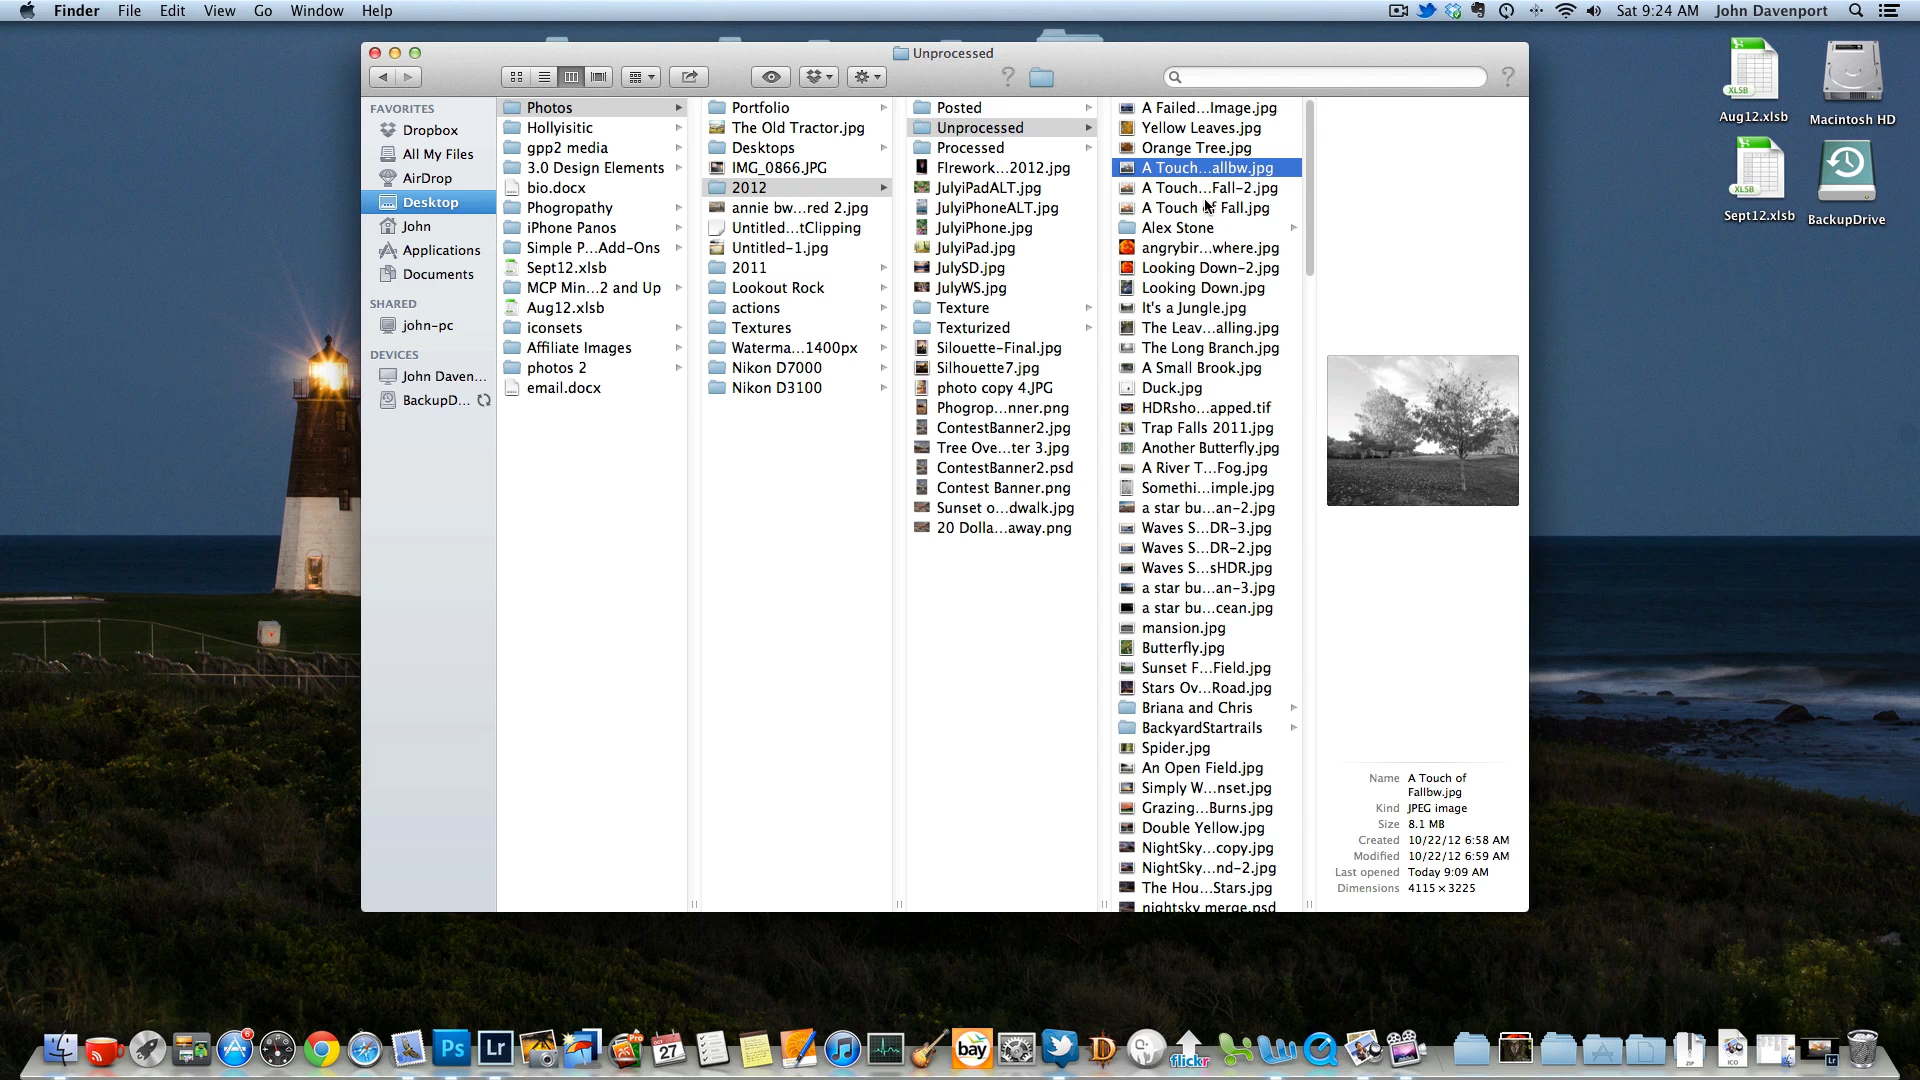 Finder File Edit View Go Window Help
Sat 9:24 AM John Davenport
Unprocessed
FAVORITES
Dropbox
All My Files
AirDrop
Desktop
John
Applications
Documents
SHARED
john-pc
DEVICES
John Daven...
BackupD...
Photos
Hollyisitic
gpp2 media
3.0 Design Elements
bio.docx
Phogropathy
iPhone Panos
Simple P...Add-Ons
Sept12.xlsb
MCP Min...2 and Up
Aug12.xlsb
iconsets
Affiliate Images
photos 2
email.docx
Portfolio
The Old Tractor.jpg
Desktops
IMG_0866.JPG
2012
annie bw...red 2.jpg
Untitled...tClipping
Untitled-1.jpg
2011
Lookout Rock
actions
Textures
Waterma...1400px
Nikon D7000
Nikon D3100
Posted
Unprocessed
Processed
FIrework...2012.jpg
JulyiPadALT.jpg
JulyiPhoneALT.jpg
JulyiPhone.jpg
JulyiPad.jpg
JulySD.jpg
JulyWS.jpg
Texture
Texturized
Silouette-Final.jpg
Silhouette7.jpg
photo copy 4.JPG
Phogrop...nner.png
ContestBanner2.jpg
Tree Ove...ter 3.jpg
ContestBanner2.psd
Contest Banner.png
Sunset o...dwalk.jpg
20 Dolla...away.png
A Failed...Image.jpg
Yellow Leaves.jpg
Orange Tree.jpg
A Touch...allbw.jpg
A Touch...Fall-2.jpg
A Touch of Fall.jpg
Alex Stone
angrybir...where.jpg
Looking Down-2.jpg
Looking Down.jpg
It's a Jungle.jpg
The Leav...alling.jpg
The Long Branch.jpg
A Small Brook.jpg
Duck.jpg
HDRsho...apped.tif
Trap Falls 2011.jpg
Another Butterfly.jpg
A River T...Fog.jpg
Somethi...imple.jpg
a star bu...an-2.jpg
Waves S...DR-3.jpg
Waves S...DR-2.jpg
Waves S...sHDR.jpg
a star bu...an-3.jpg
a star bu...cean.jpg
mansion.jpg
Butterfly.jpg
Sunset F...Field.jpg
Stars Ov...Road.jpg
Briana and Chris
BackyardStartrails
Spider.jpg
An Open Field.jpg
Simply W...nset.jpg
Grazing...Burns.jpg
Double Yellow.jpg
NightSky...copy.jpg
NightSky...nd-2.jpg
The Hou...Stars.jpg
nightsky merge.psd
Name A Touch of
Fallbw.jpg
Kind JPEG image
Size 8.1 MB
Created 10/22/12 6:58 AM
Modified 10/22/12 6:59 AM
Last opened Today 9:09 AM
Dimensions 4115 × 3225
XLSB
Aug12.xlsb
Macintosh HD
XLSB
Sept12.xlsb
BackupDrive
6
Ps
Lr
Pro
27
bay
flickr
ZIP
ICO
Lr